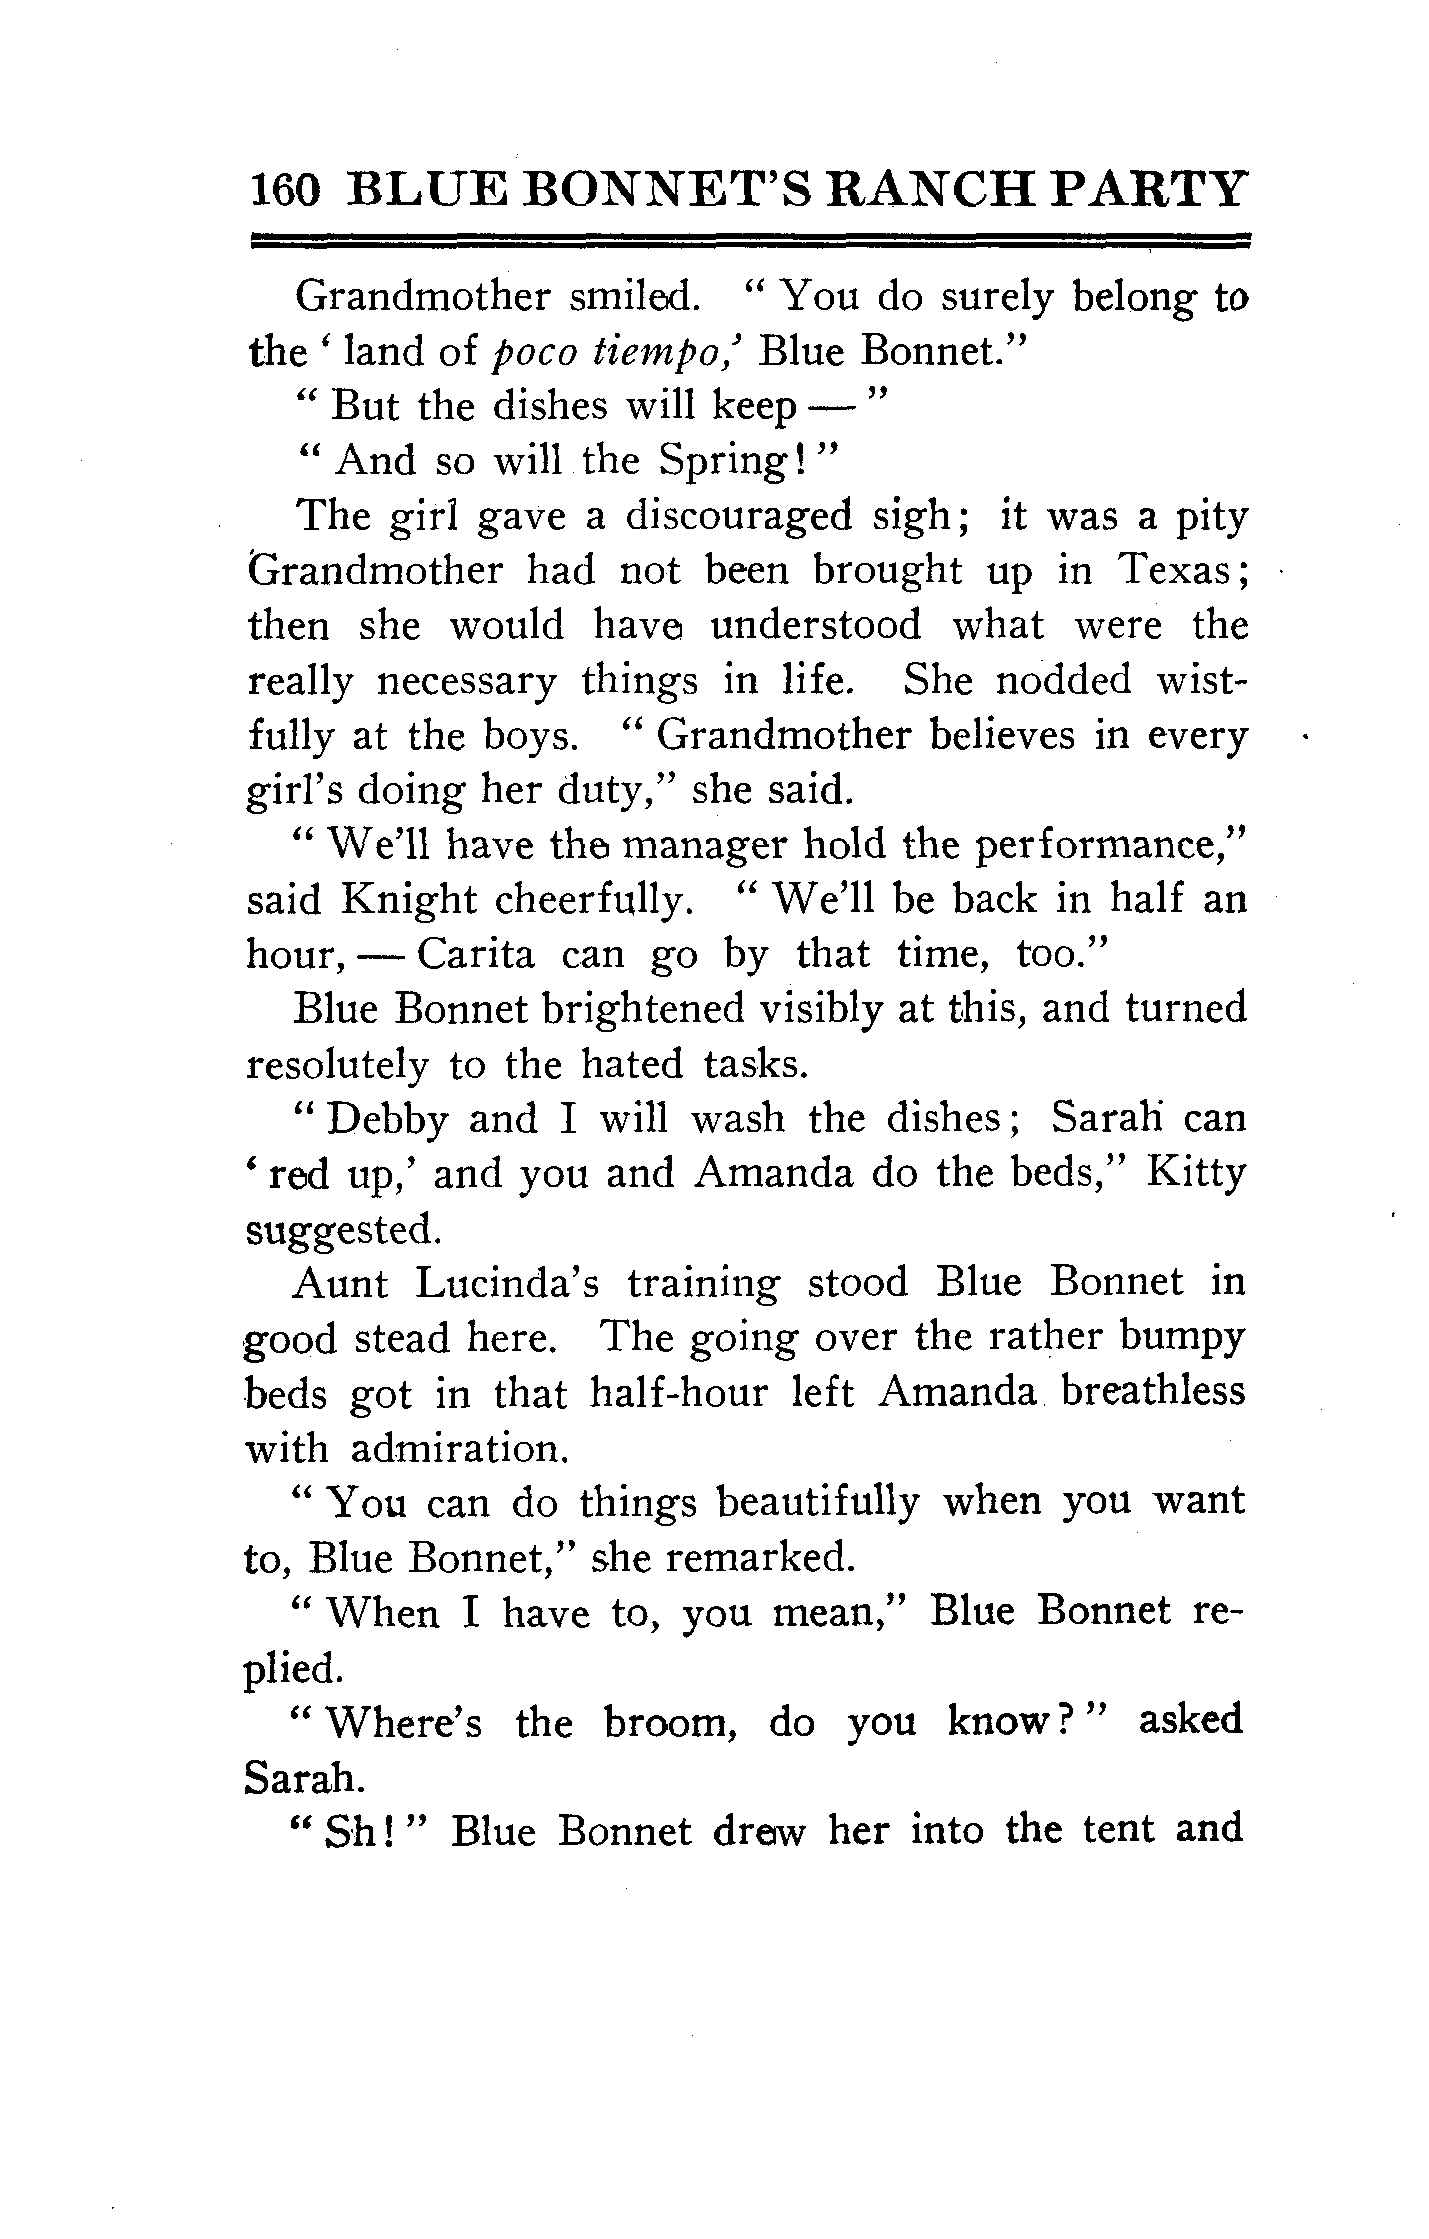 160 BLUE BONNET'S RANCH PARTY
Grandmother smiled. " You do surely belong to
the ' land of poco tiempo,' Blue Bonnet."
" But the dishes will keep — "
" And so will the Spring! "
The girl gave a discouraged sigh; it was a pity
Grandmother had not been brought up in Texas;
then she would have understood what were the
really necessary things in life. She nodded wist-
fully at the boys. " Grandmother believes in every
girl's doing her duty," she said.
" We'll have the manager hold the performance,"
said Knight cheerfully. " We'll be back in half an
hour, — Carita can go by that time, too."
Blue Bonnet brightened visibly at this, and turned
resolutely to the hated tasks.
" Debby and I will wash the dishes; Sarah can
' red up,' and you and Amanda do the beds," Kitty
suggested.
Aunt Lucinda's training stood Blue Bonnet in
good stead here. The going over the rather bumpy
beds got in that half-hour left Amanda breathless
with admiration.
" You can do things beautifully when you want
to, Blue Bonnet," she remarked.
" When I have to, you mean," Blue Bonnet re-
plied.
" Where's the broom, do you know? " asked
Sarah.
" Sh! " Blue Bonnet drew her into the tent and